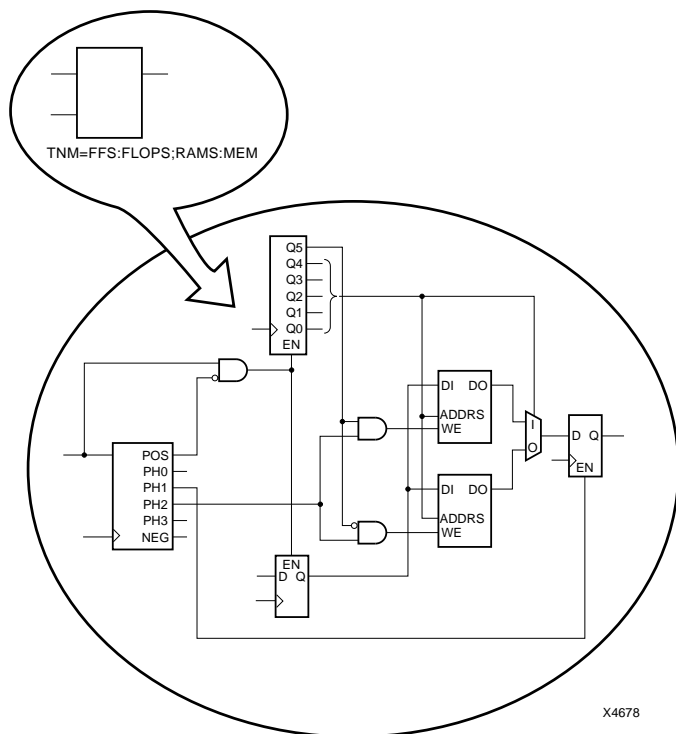 TNM=FFS:FLOPS;RAMS:MEM
Q5
Q4
Q3
Q2
Q1
Q0
EN
DI DO
ADDRS
WE
I
O
D Q
EN
POS
PH0
PH1
PH2
PH3
NEG
DI DO
ADDRS
WE
EN
D Q
X4678